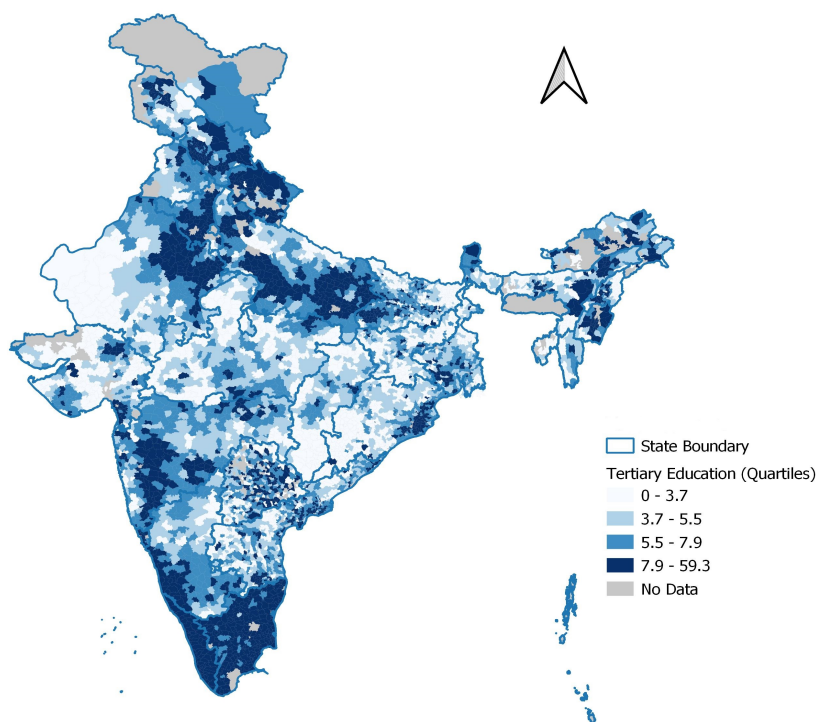 State Boundary
Tertiary Education (Quartiles)
0 - 3.7
3.7 - 5.5
5.5 - 7.9
7.9 - 59.3
No Data